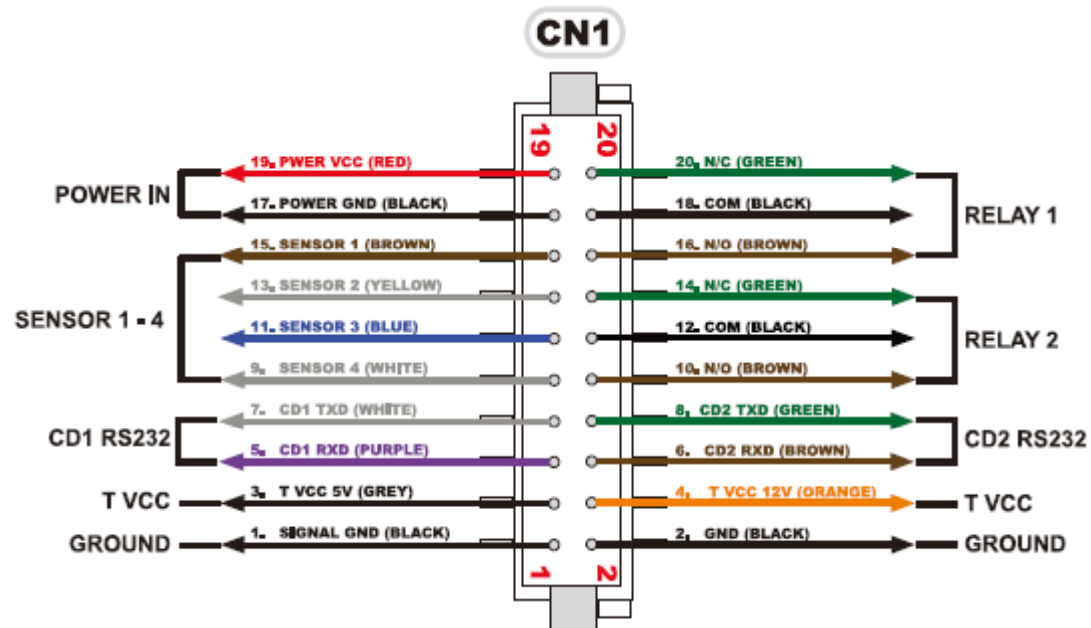 CN1
19 20
19. PWER VCC (RED)
17. POWER GND (BLACK)
POWER IN
15. SENSOR 1 (BROWN)
13. SENSOR 2 (YELLOW)
11. SENSOR 3 (BLUE)
9. SENSOR 4 (WHITE)
SENSOR 1 - 4
7. CD1 TXD (WHITE)
5. CD1 RXD (PURPLE)
CD1 RS232
3. T VCC 5V (GREY)
T VCC
1. SIGNAL GND (BLACK)
GROUND
20. N/C (GREEN)
18. COM (BLACK)
16. N/O (BROWN)
RELAY 1
14. N/C (GREEN)
12. COM (BLACK)
10. N/O (BROWN)
RELAY 2
8. CD2 TXD (GREEN)
6. CD2 RXD (BROWN)
CD2 RS232
4. T VCC 12V (ORANGE)
T VCC
2. GND (BLACK)
GROUND
1 2